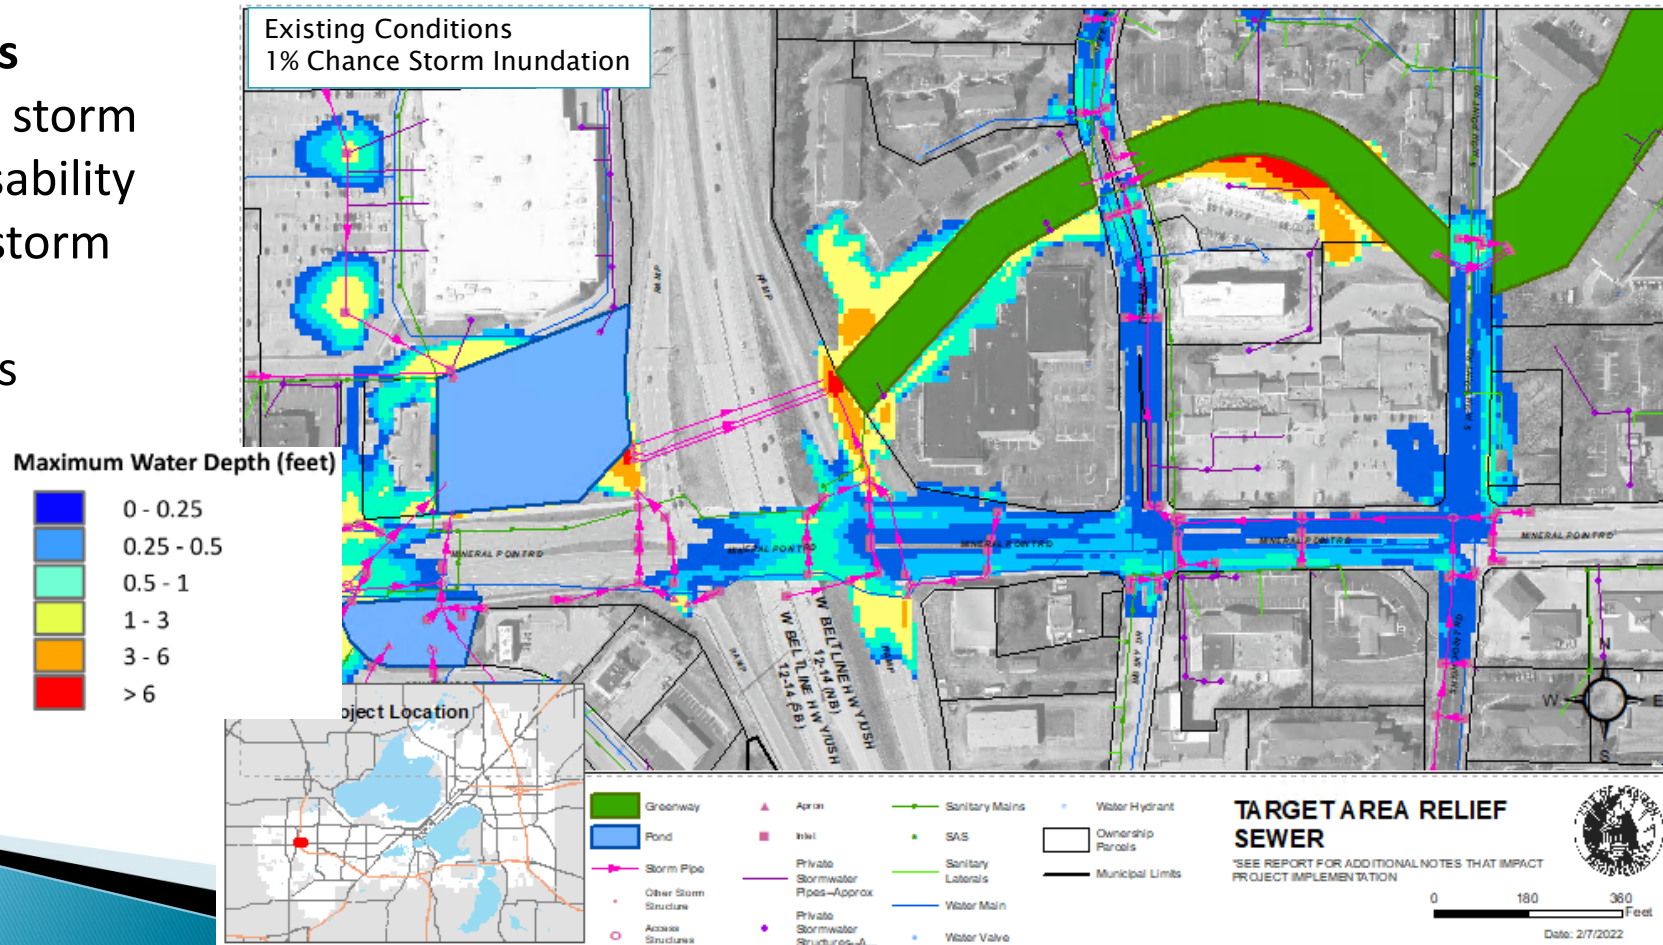 Existing Conditions
1% Chance Storm Inundation
s
storm
sability
storm
s
Maximum Water Depth (feet)
0 - 0.25
0.25 - 0.5
0.5 - 1
1 - 3
3 - 6
> 6
RAMP
RAMP
MINERAL POINT RD
MINERAL POINT RD
MINERAL POINT RD
MINERAL POINT RD
MINERAL POINT RD
W BELTLINE HWY/USH
12-14 (NB)
W BELTLINE HWY/USH
12-14 (SB)
RAMP
RAMP
N
W
E
S
oject Location
Greenway
Pond
Storm Pipe
Other Storm
Structure
Access
Structures
Apron
Inlet
Private
Stormwater
Pipes--Approx
Private
Stormwater
Structures--A...
Sanitary Mains
SAS
Sanitary
Laterals
Water Main
Water Valve
Water Hydrant
Ownership
Parcels
Municipal Limits
TARGET AREA RELIEF
SEWER
*SEE REPORT FOR ADDITIONAL NOTES THAT IMPACT
PROJECT IMPLEMENTATION
0 180 360
Feet
Date: 2/7/2022